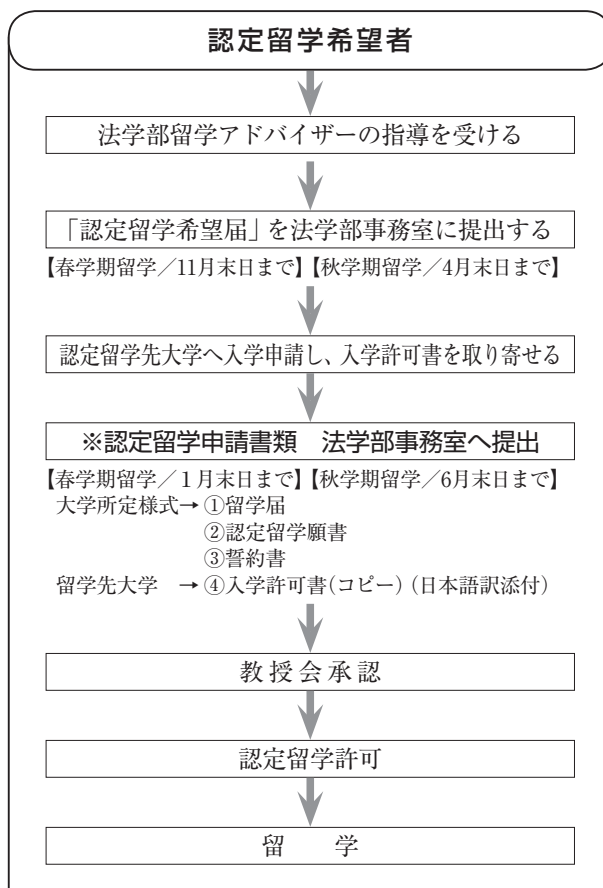 認定留学希望者
法学部留学アドバイザーの指導を受ける
「認定留学希望届」を法学部事務室に提出する
【春学期留学／11月末日まで】【秋学期留学／4月末日まで】
認定留学先大学へ入学申請し、入学許可書を取り寄せる
※認定留学申請書類　法学部事務室へ提出
【春学期留学／１月末日まで】【秋学期留学／6月末日まで】
大学所定様式→ ①留学届
②認定留学願書
③誓約書
留学先大学　→ ④入学許可書（コピー）（日本語訳添付）
教授会承認
認定留学許可
留　　学